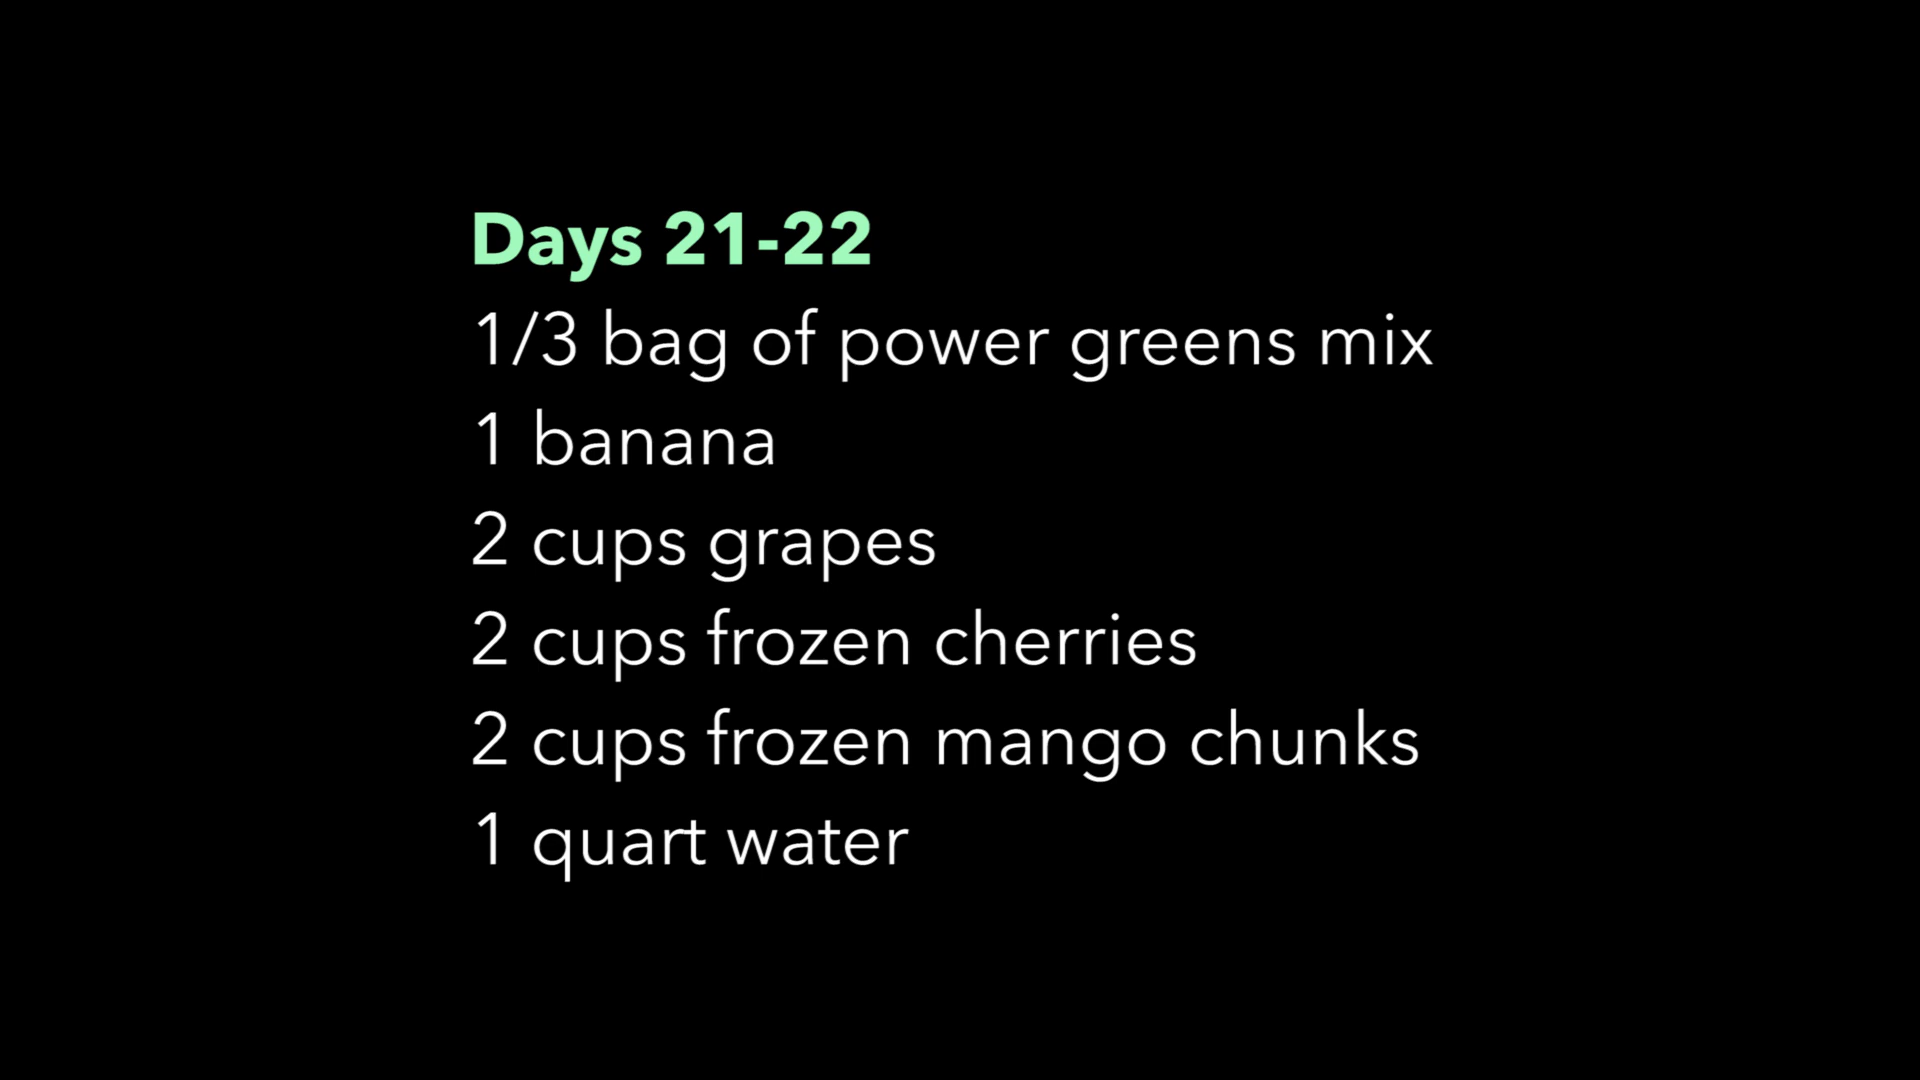 Days 21-22
1/3 bag of power greens mix
1 banana
2 cups grapes
2 cups frozen cherries
2 cups frozen mango chunks
1 quart water